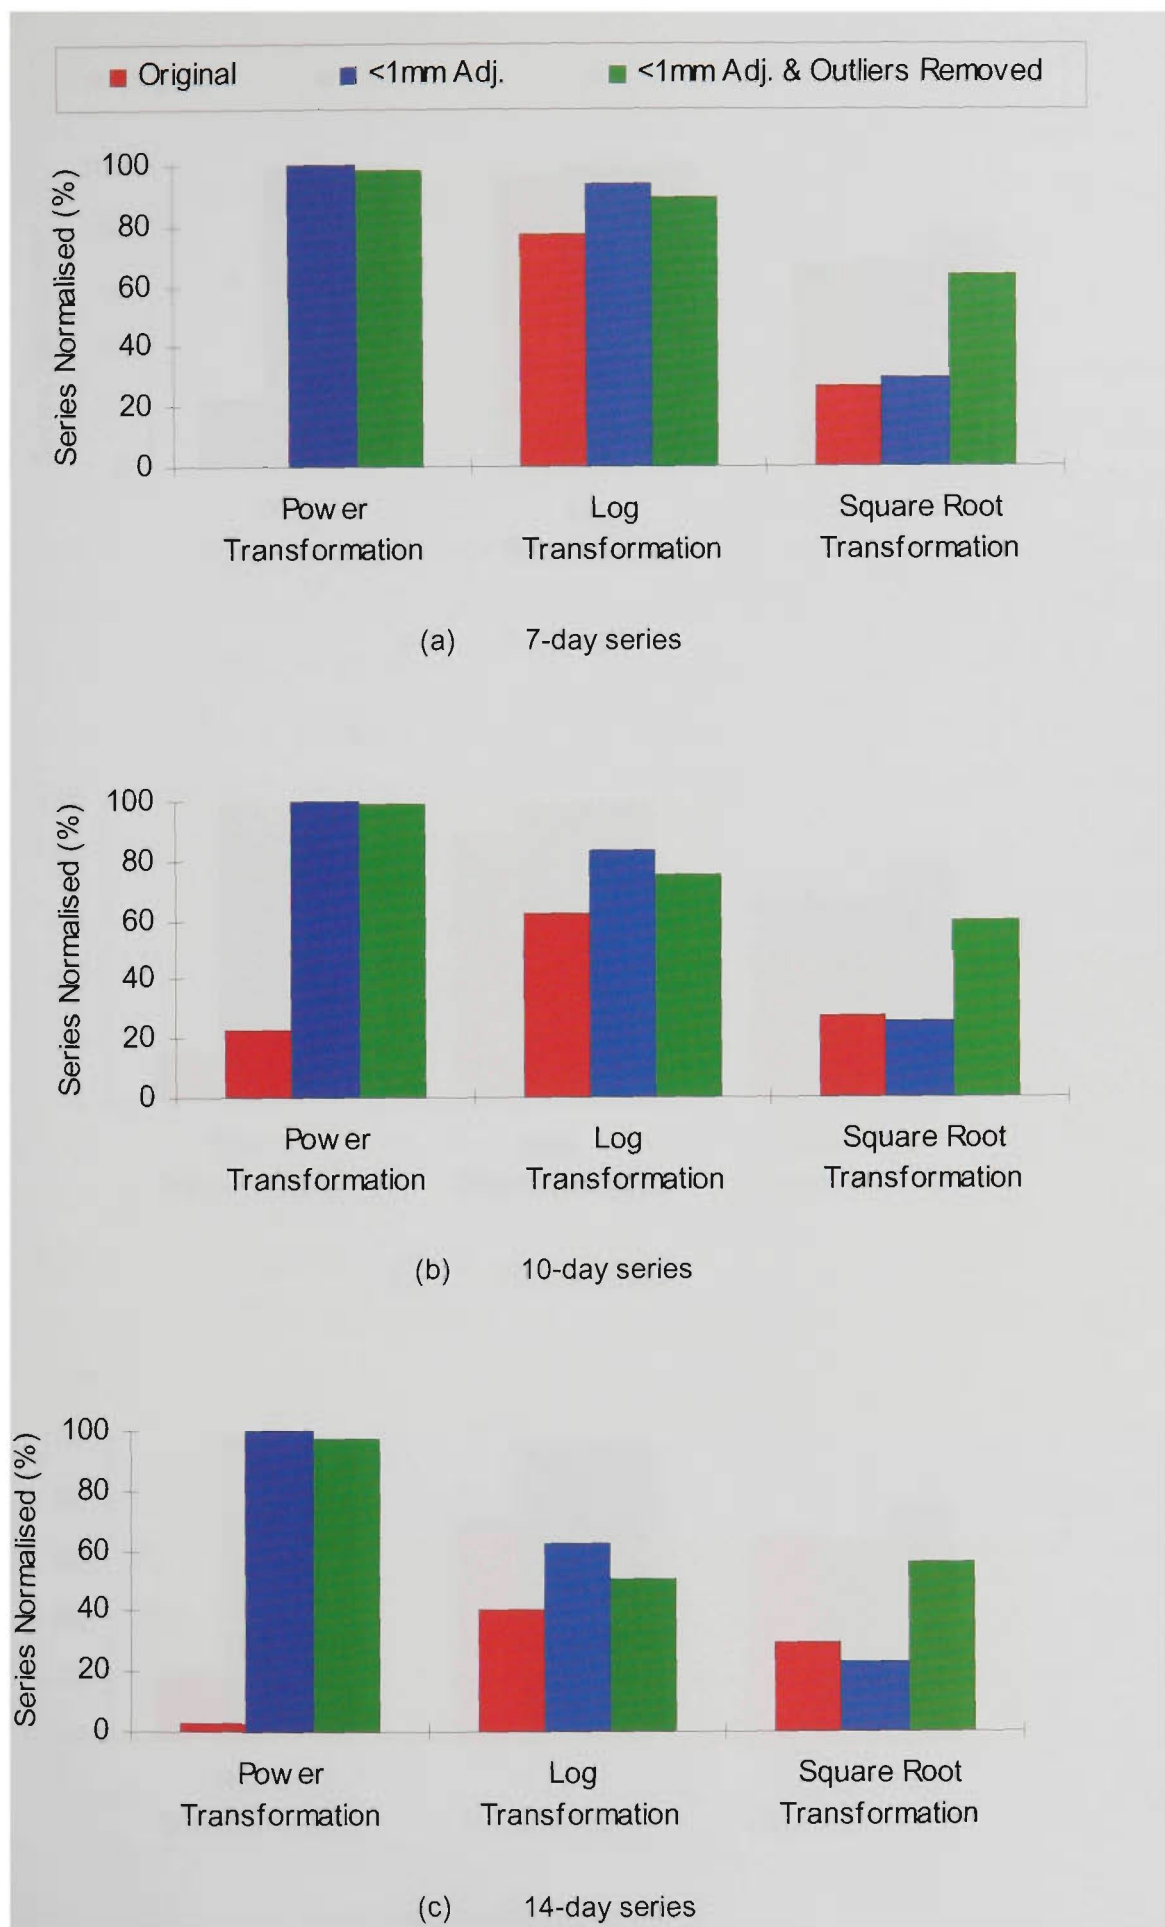 Original <1mm Adj. <1mm Adj. & Outliers Removed
Series Normalised (%)
100
80
60
40
20
0
Power Transformation
Log Transformation
Square Root Transformation
(a) 7-day series
Series Normalised (%)
100
80
60
40
20
0
Power Transformation
Log Transformation
Square Root Transformation
(b) 10-day series
Series Normalised (%)
100
80
60
40
20
0
Power Transformation
Log Transformation
Square Root Transformation
(c) 14-day series